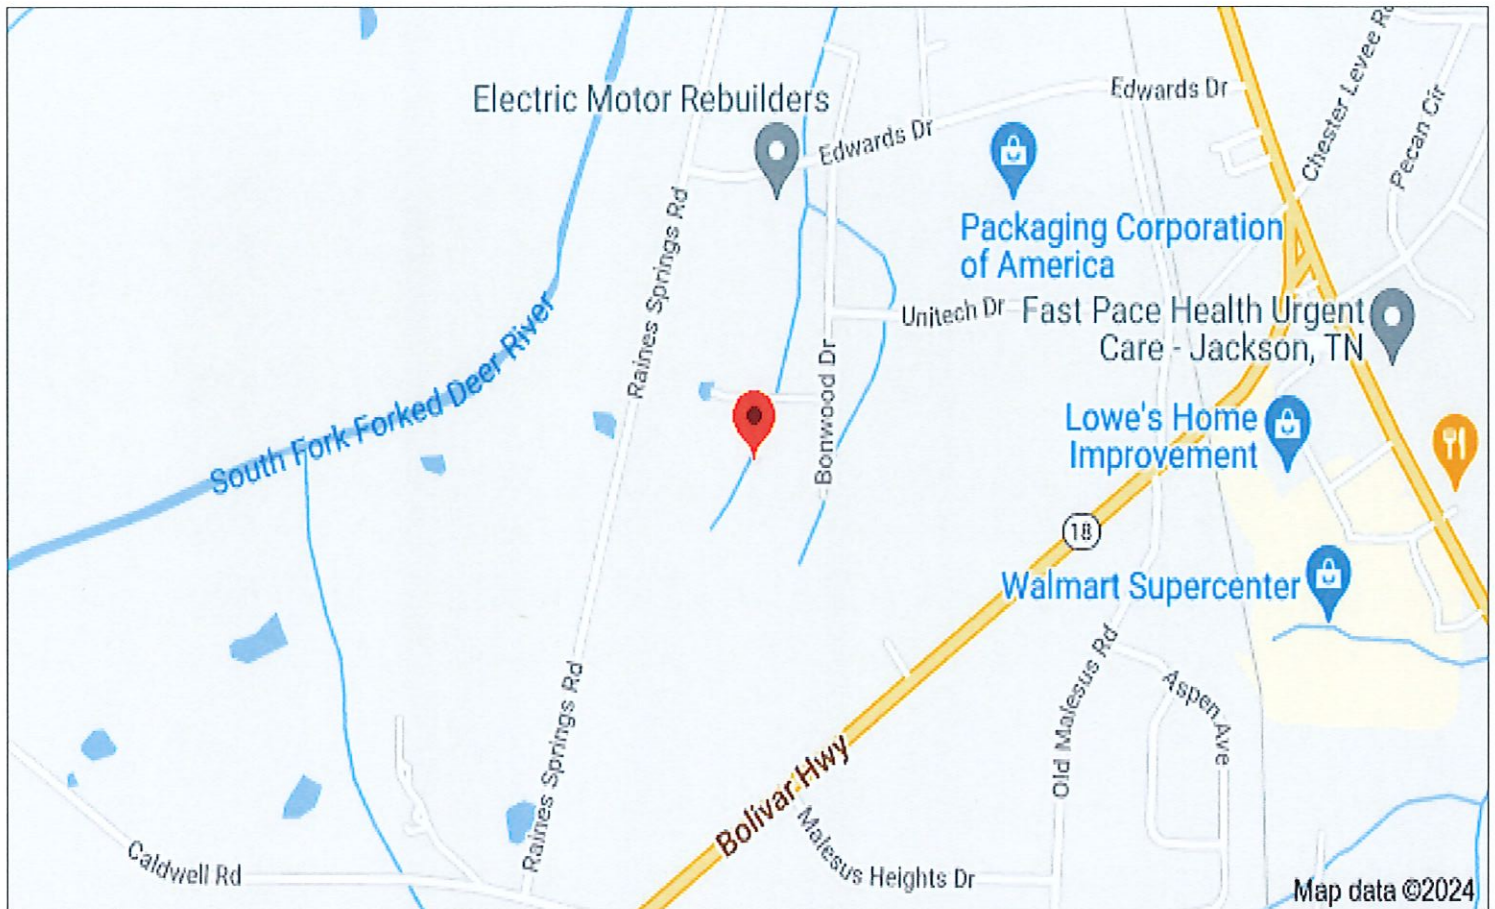 Chester Levee Rd
Electric Motor Rebuilders
Edwards Dr
Pecan Cir
Edwards Dr
Packaging Corporation
of America
Raines Springs Rd
Unitech Dr
Fast Pace Health Urgent
Care - Jackson, TN
South Fork Forked Deer River
Bonwood Dr
Lowe's Home
Improvement
18
Walmart Supercenter
Old Malesus Rd
Aspen Ave
Raines Springs Rd
Bolivar Hwy
Malesus Heights Dr
Caldwell Rd
Map data ©2024